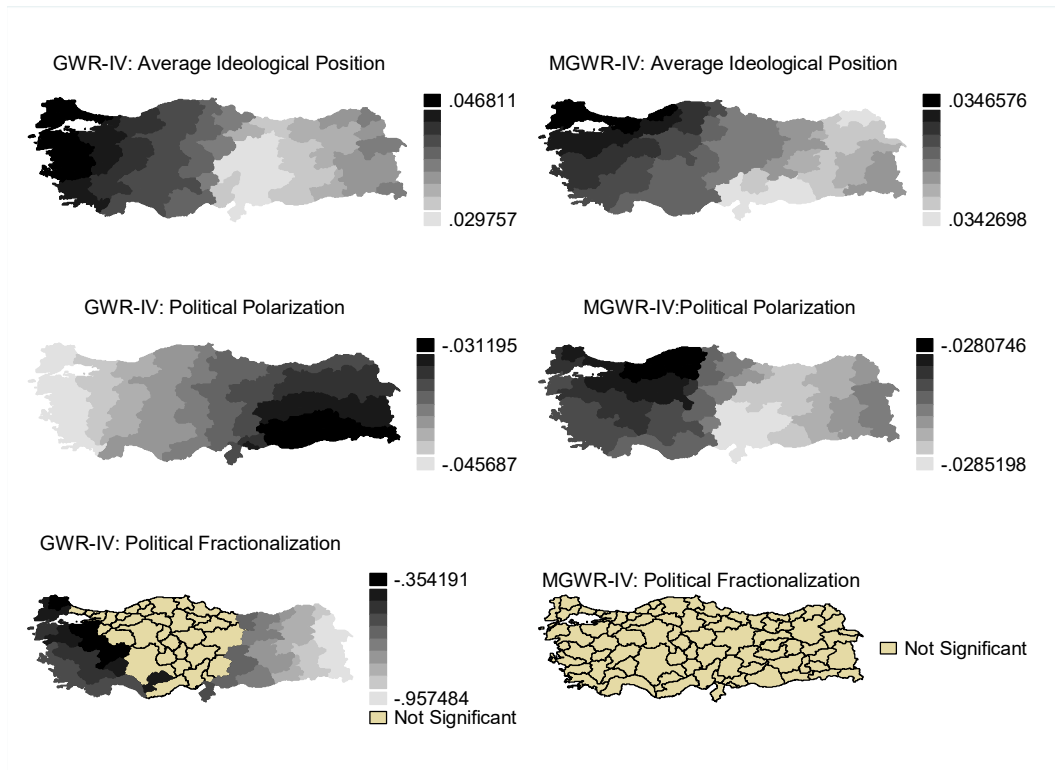 GWR-IV: Average Ideological Position
.046811
.029757
MGWR-IV: Average Ideological Position
.0346576
.0342698
GWR-IV: Political Polarization
-.031195
-.045687
MGWR-IV:Political Polarization
-.0280746
-.0285198
GWR-IV: Political Fractionalization
-.354191
-.957484
Not Significant
MGWR-IV: Political Fractionalization
Not Significant